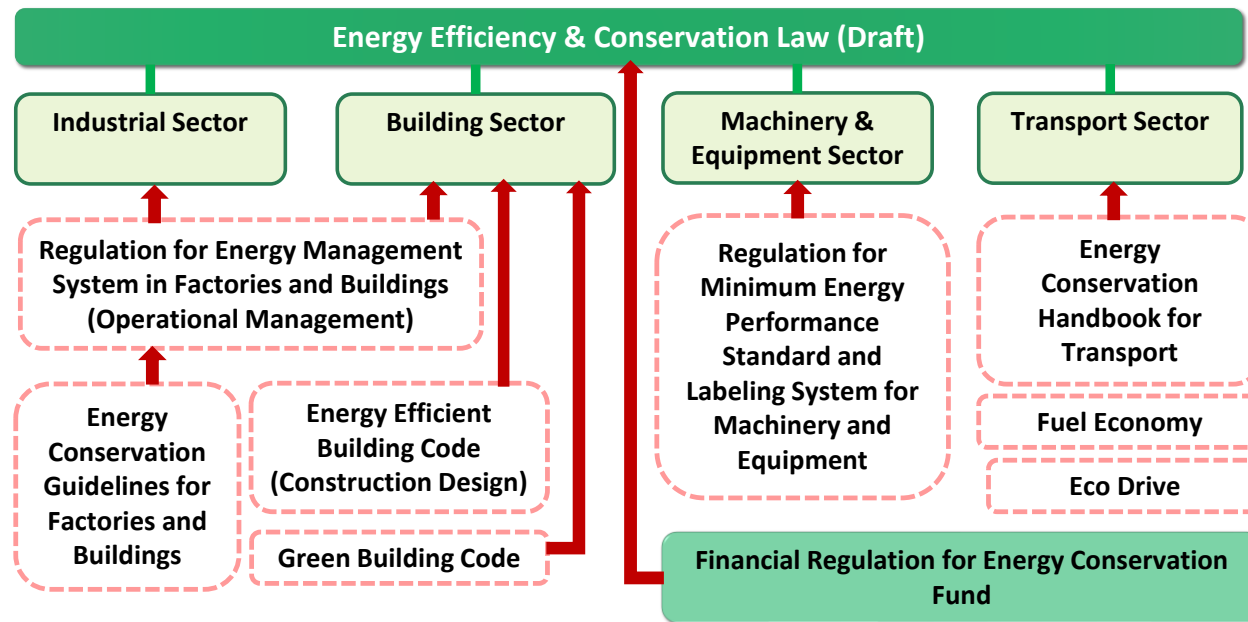 Energy Efficiency & Conservation Law (Draft)
Industrial Sector
Building Sector
Machinery &
Equipment Sector
Transport Sector
Regulation for Energy Management
System in Factories and Buildings
(Operational Management)
Regulation for
Minimum Energy
Performance
Standard and
Labeling System for
Machinery and
Equipment
Energy
Conservation
Handbook for
Transport
Energy
Conservation
Guidelines for
Factories and
Buildings
Energy Efficient
Building Code
(Construction Design)
Green Building Code
Fuel Economy
Eco Drive
Financial Regulation for Energy Conservation
Fund